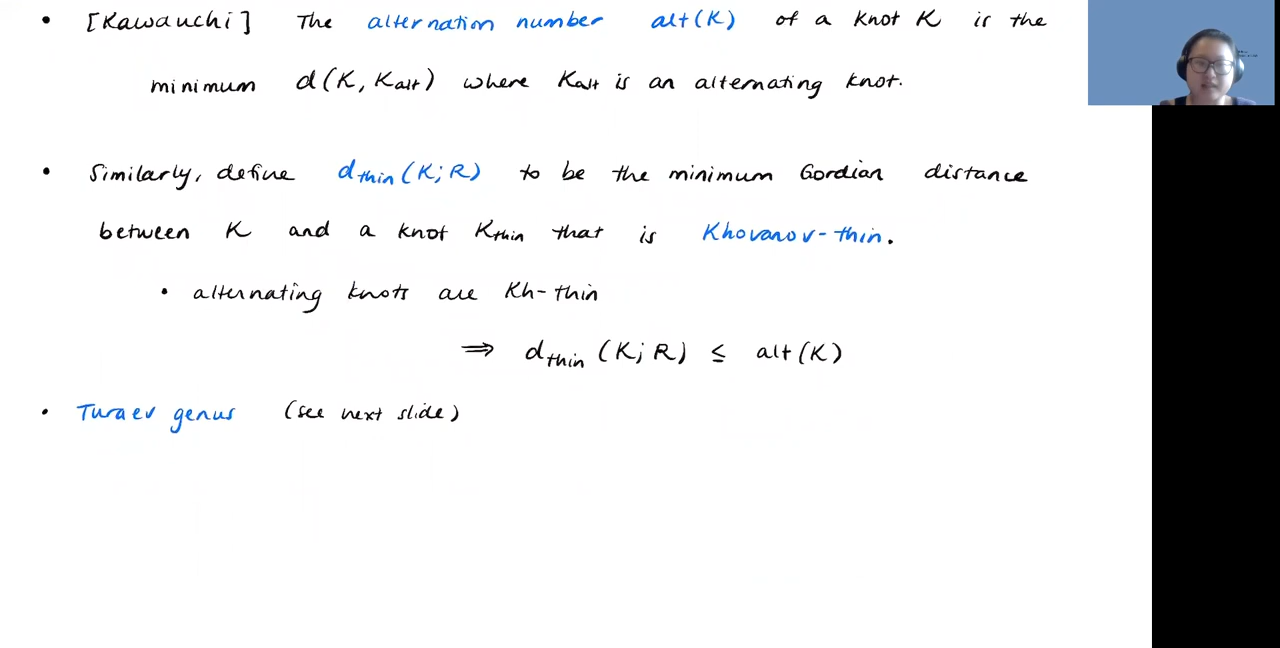 • [Kawauchi] The alternation number alt(K) of a knot K is the
minimum d(K, Kalt) where Kalt is an alternating knot.
• Similarly, define dthin(K; R) to be the minimum Gordian distance
between K and a knot Kthin that is Khovanov-thin.
• alternating knots are Kh-thin
⟹ dthin(K; R) ≤ alt(K)
• Turaev genus (see next slide)